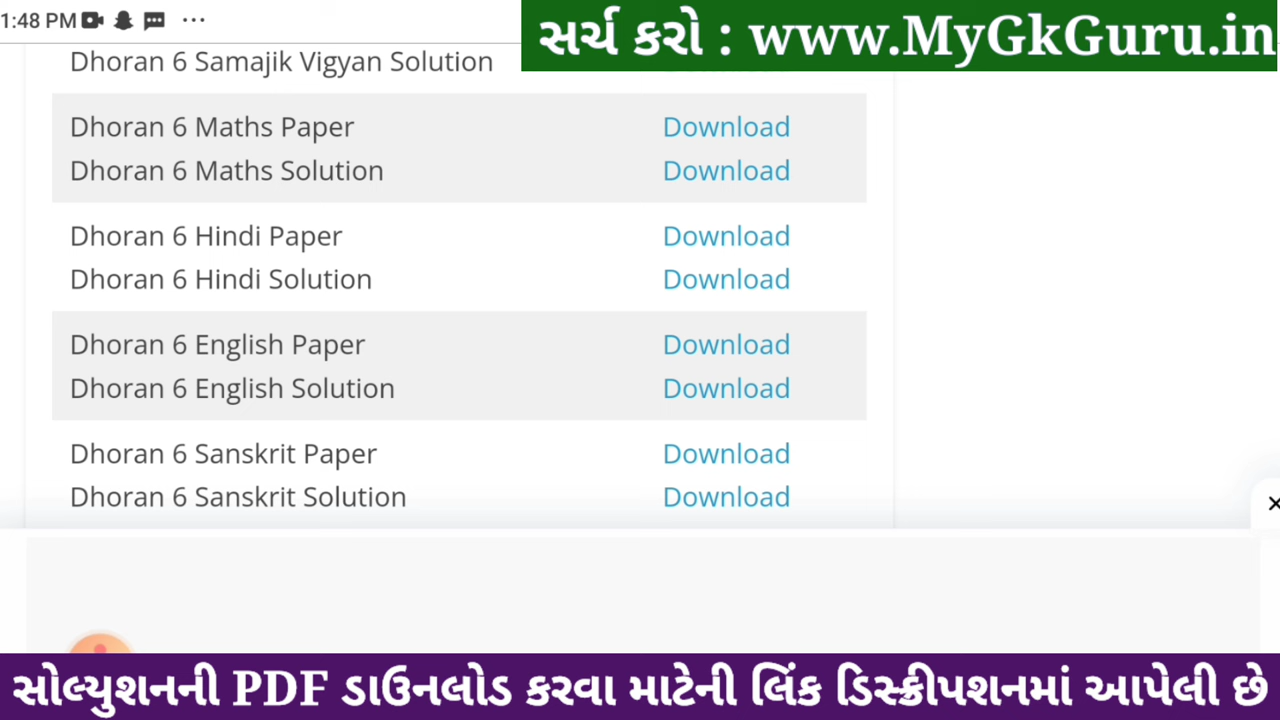 1:48 PM
સર્ચ કરો : www.MyGkGuru.in
Dhoran 6 Samajik Vigyan Solution
Dhoran 6 Maths Paper Download
Dhoran 6 Maths Solution Download
Dhoran 6 Hindi Paper Download
Dhoran 6 Hindi Solution Download
Dhoran 6 English Paper Download
Dhoran 6 English Solution Download
Dhoran 6 Sanskrit Paper Download
Dhoran 6 Sanskrit Solution Download
સોલ્યુશનની PDF ડાઉનલોડ કરવા માટેની લિંક ડિસ્ક્રીપશનમાં આપેલી છે